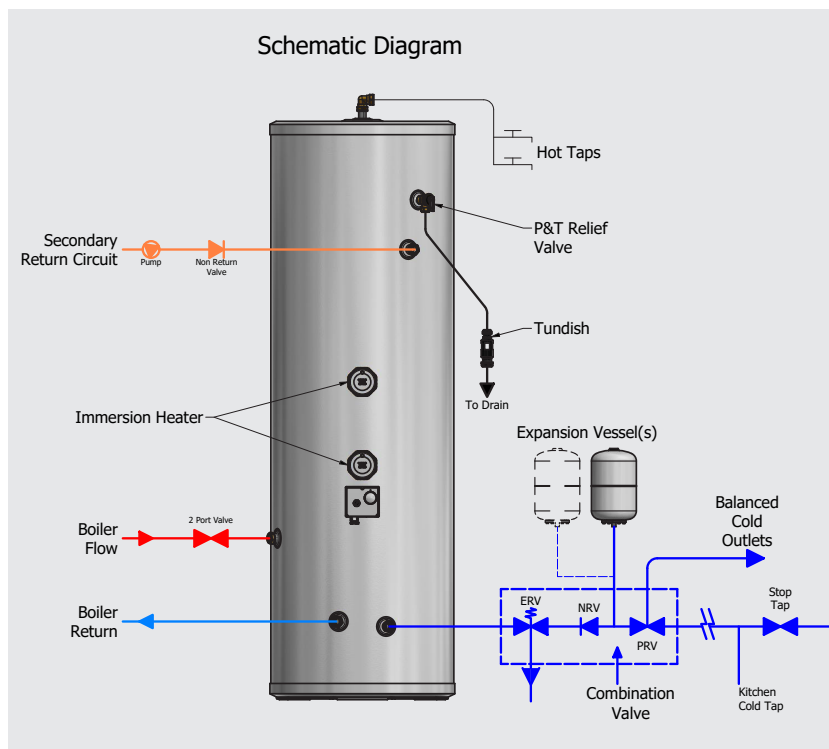 Schematic Diagram
Hot Taps
P&T Relief
Valve
Secondary
Return Circuit
Pump
Non Return
Valve
Tundish
To Drain
Immersion Heater
Expansion Vessel(s)
Balanced
Cold
Outlets
2 Port Valve
Boiler
Flow
Boiler
Return
ERV
NRV
PRV
Stop
Tap
Combination
Valve
Kitchen
Cold Tap